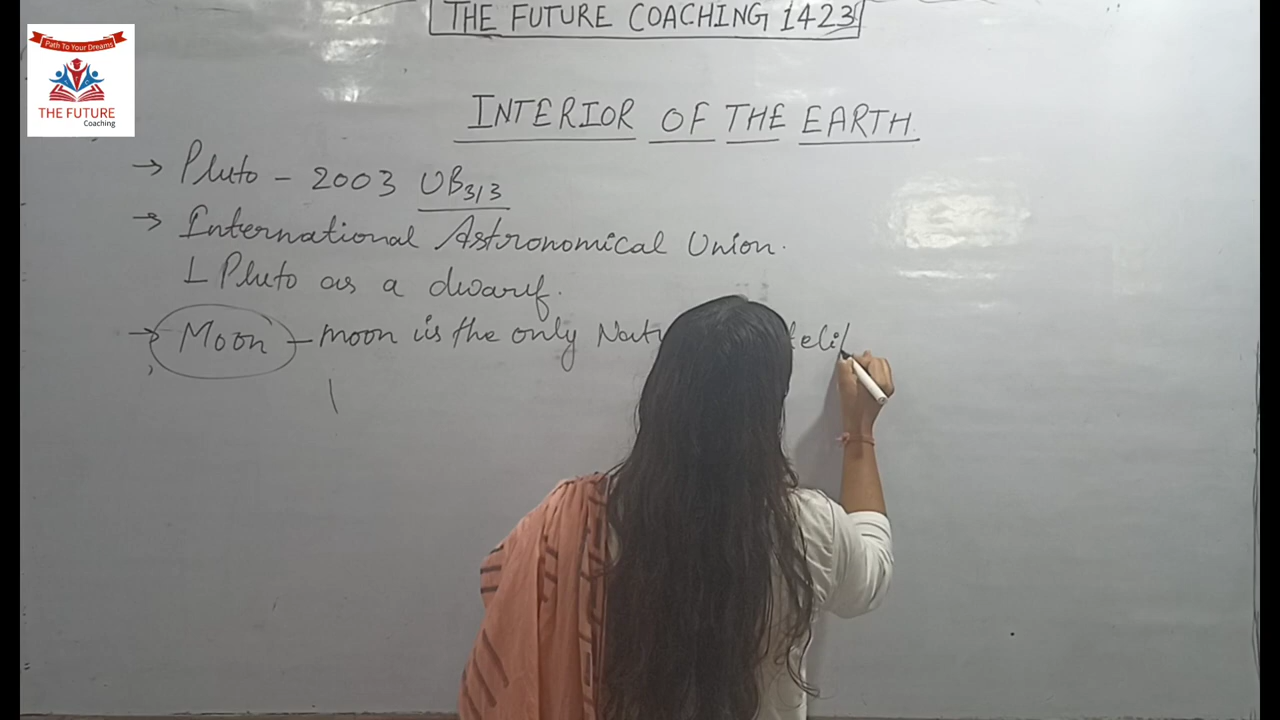 THE FUTURE COACHING 1423
Path To Your Dreams
THE FUTURE
Coaching
INTERIOR OF THE EARTH
→ Pluto - 2003 UB313
→ International Astronomical Union.
Pluto as a dwarf.
→ Moon - moon is the only